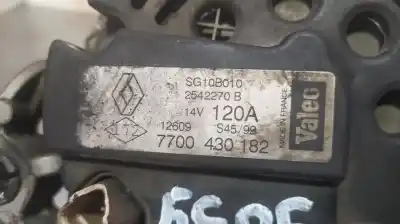 SG10B010
2542270 B
14V 120A
12609 S45/99
7700 430 182
MADE IN FRANCE
Valeo